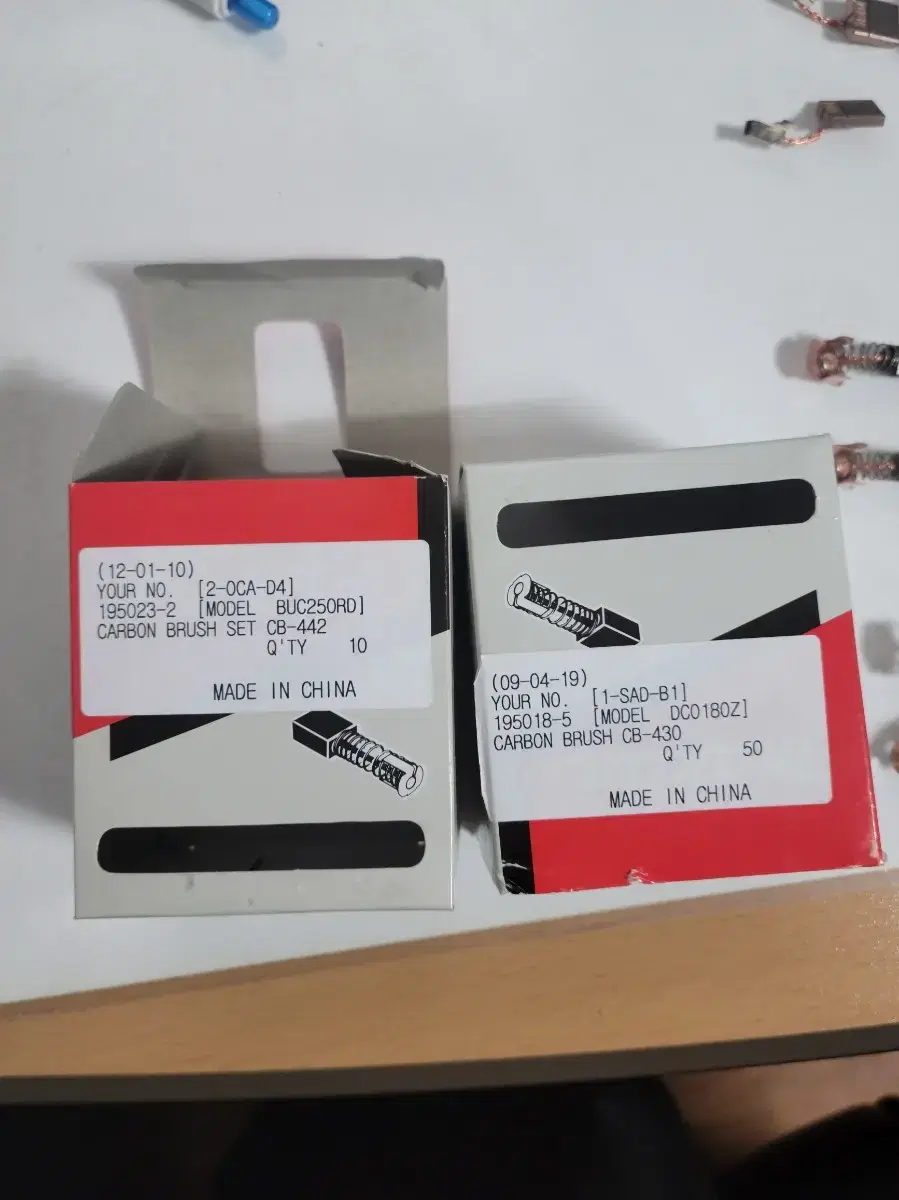 (12-01-10)
YOUR NO. [2-0CA-D4]
195023-2 [MODEL BUC250RD]
CARBON BRUSH SET CB-442
Q'TY 10
MADE IN CHINA
(09-04-19)
YOUR NO. [1-SAD-B1]
195018-5 [MODEL DC0180Z]
CARBON BRUSH CB-430
Q'TY 50
MADE IN CHINA